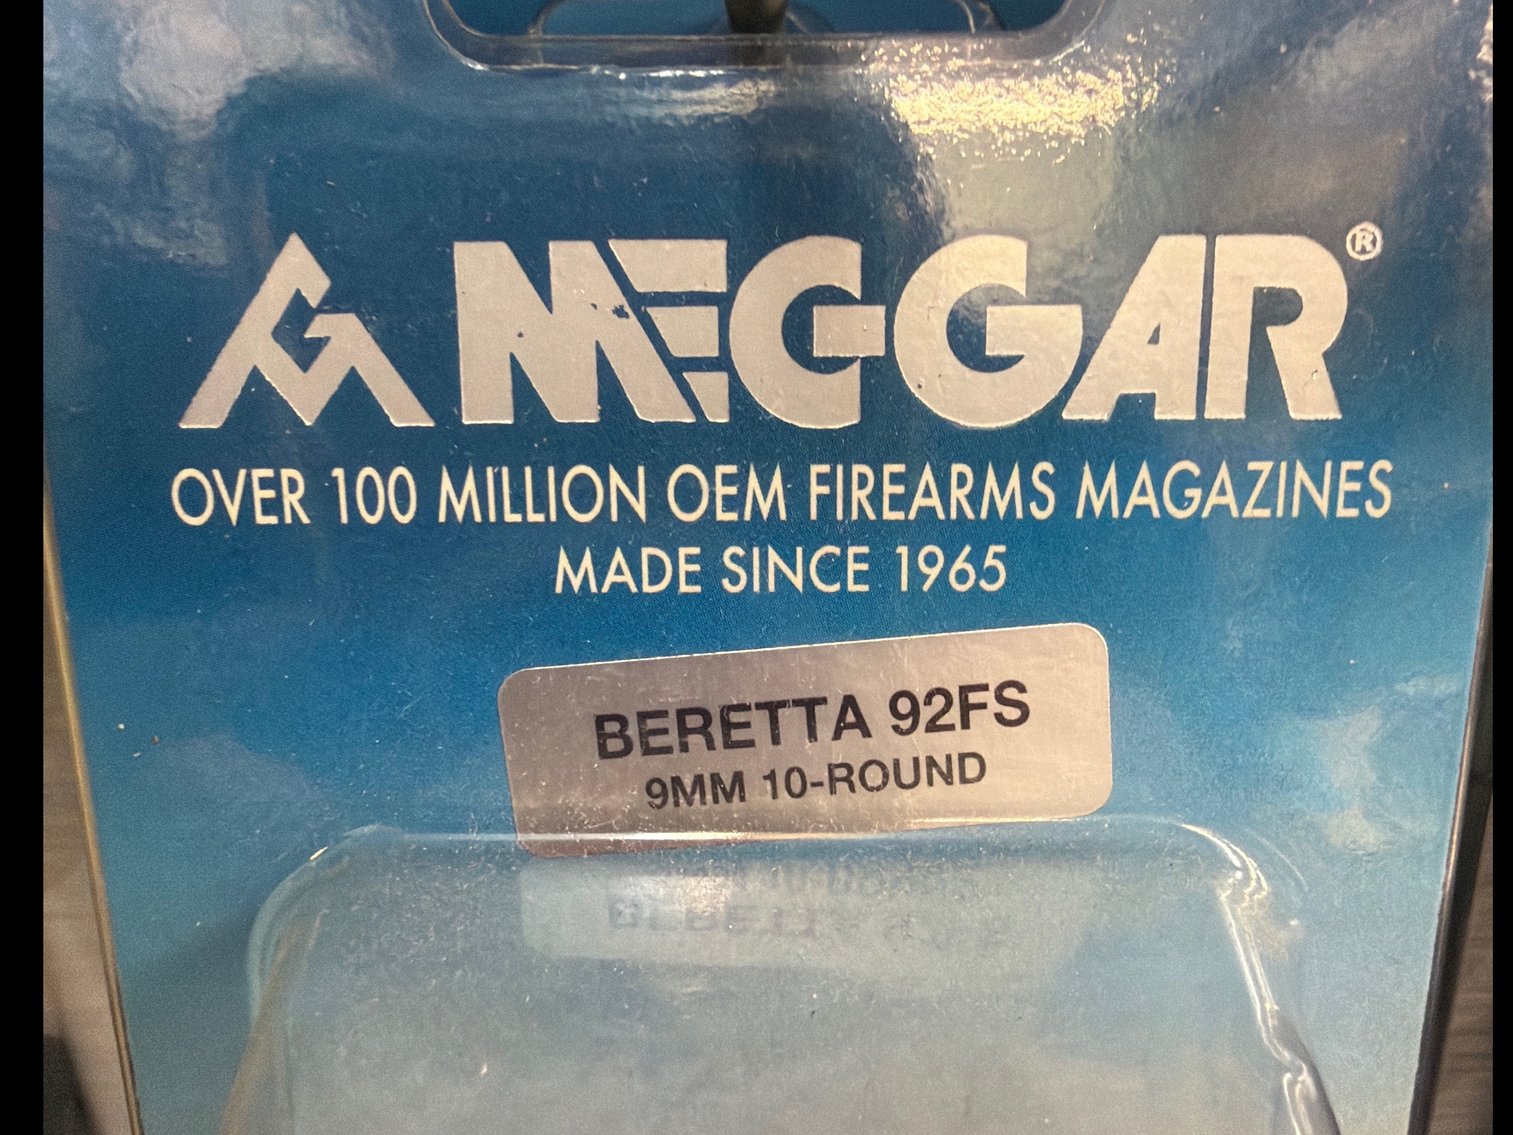 MEC-GAR®
OVER 100 MILLION OEM FIREARMS MAGAZINES
MADE SINCE 1965
BERETTA 92FS
9MM 10-ROUND